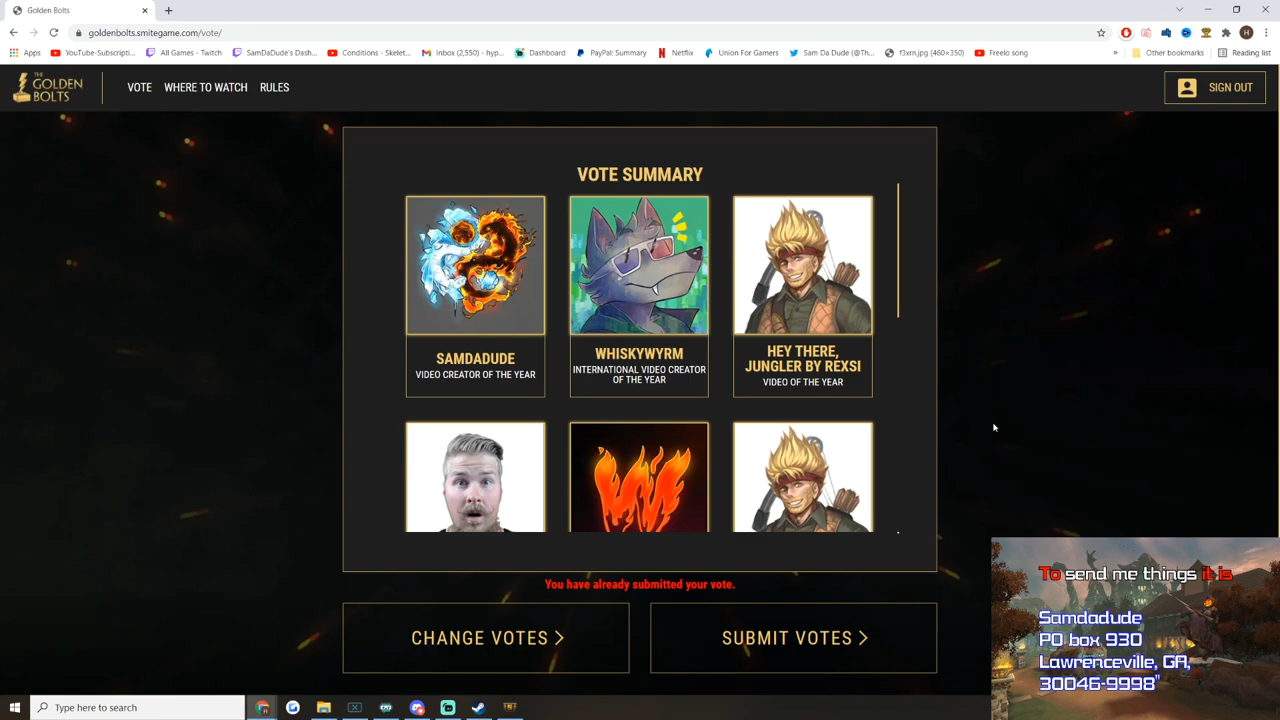 Golden Bolts
goldenbolts.smitegame.com/vote/
Apps
YouTube-Subscripti...
All Games - Twitch
SamDaDude's Dash...
Conditions - Skelet...
Inbox (2,550) - hyp...
Dashboard
PayPal: Summary
Netflix
Union For Gamers
Sam Da Dude (@Th...
f3xrn.jpg (460×350)
Freelo song
»
Other bookmarks
Reading list
THE
GOLDEN
BOLTS
VOTE
WHERE TO WATCH
RULES
SIGN OUT
VOTE SUMMARY
SAMDADUDE
VIDEO CREATOR OF THE YEAR
WHISKYWYRM
INTERNATIONAL VIDEO CREATOR
OF THE YEAR
HEY THERE,
JUNGLER BY REXSI
VIDEO OF THE YEAR
You have already submitted your vote.
CHANGE VOTES >
SUBMIT VOTES >
To send me things it is
Samdadude
PO box 930
Lawrenceville, GA,
30046-9998"
Type here to search